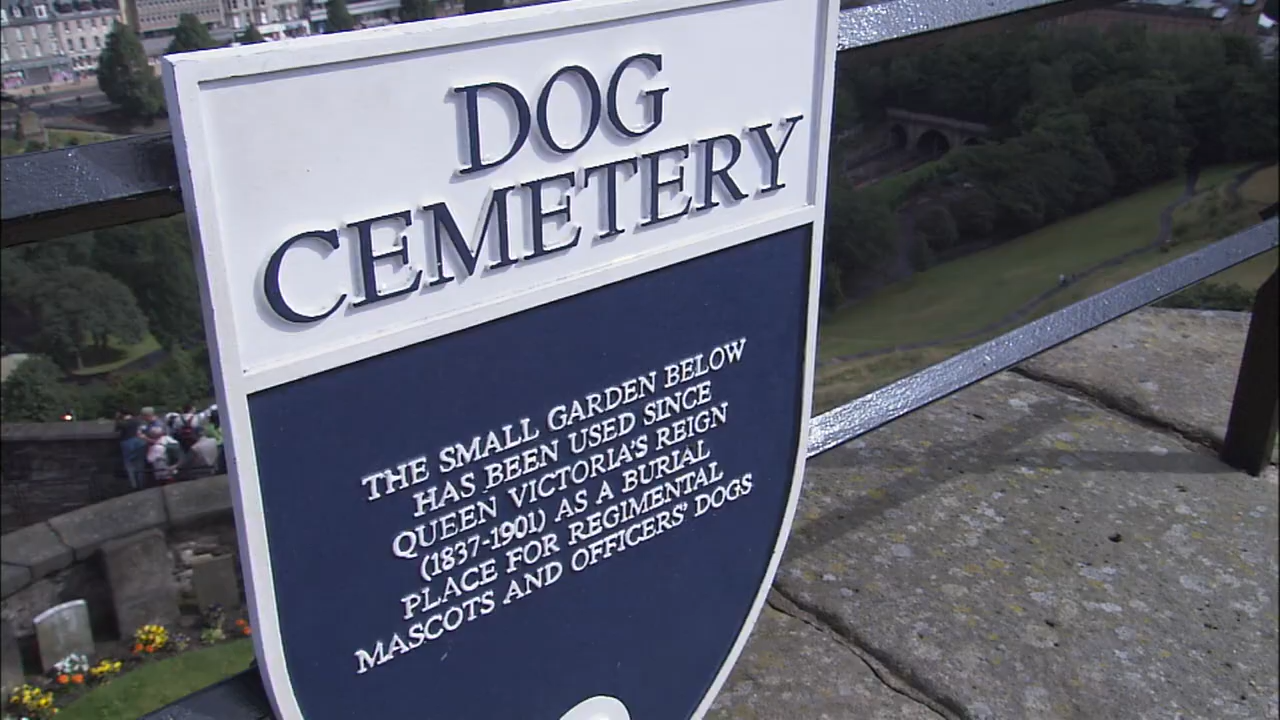 DOG
CEMETERY
THE SMALL GARDEN BELOW
HAS BEEN USED SINCE
QUEEN VICTORIA'S REIGN
(1837-1901) AS A BURIAL
PLACE FOR REGIMENTAL
MASCOTS AND OFFICERS' DOGS